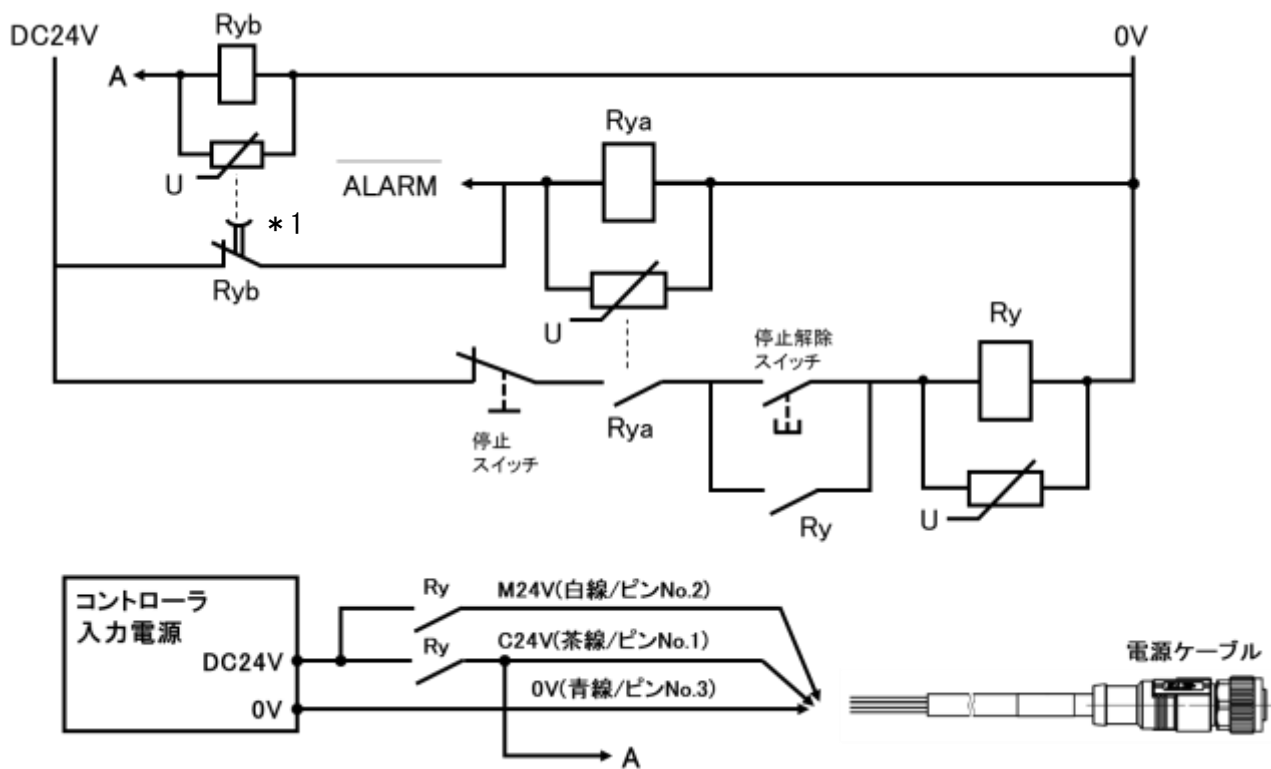 DC24V
Ryb
0V
A
Rya
U
ALARM
*1
Ryb
U
Ry
停止解除
スイッチ
Rya
停止
スイッチ
U
Ry
コントローラ
入力電源
DC24V
0V
Ry
M24V(白線/ピンNo.2)
Ry
C24V(茶線/ピンNo.1)
0V(青線/ピンNo.3)
A
電源ケーブル